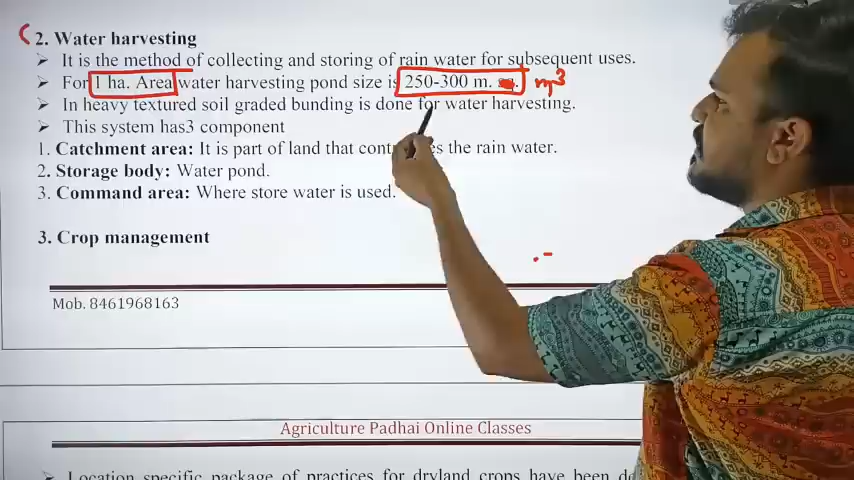 2. Water harvesting
➢ It is the method of collecting and storing of rain water for subsequent uses.
➢ For 1 ha. Area water harvesting pond size is 250-300 m. m³
➢ In heavy textured soil graded bunding is done for water harvesting.
➢ This system has3 component
1. Catchment area: It is part of land that the rain water.
2. Storage body: Water pond.
3. Command area: Where store water is used.
3. Crop management
Mob. 8461968163
Agriculture Padhai Online Classes
➢ Location specific package of practices for dryland crops have been